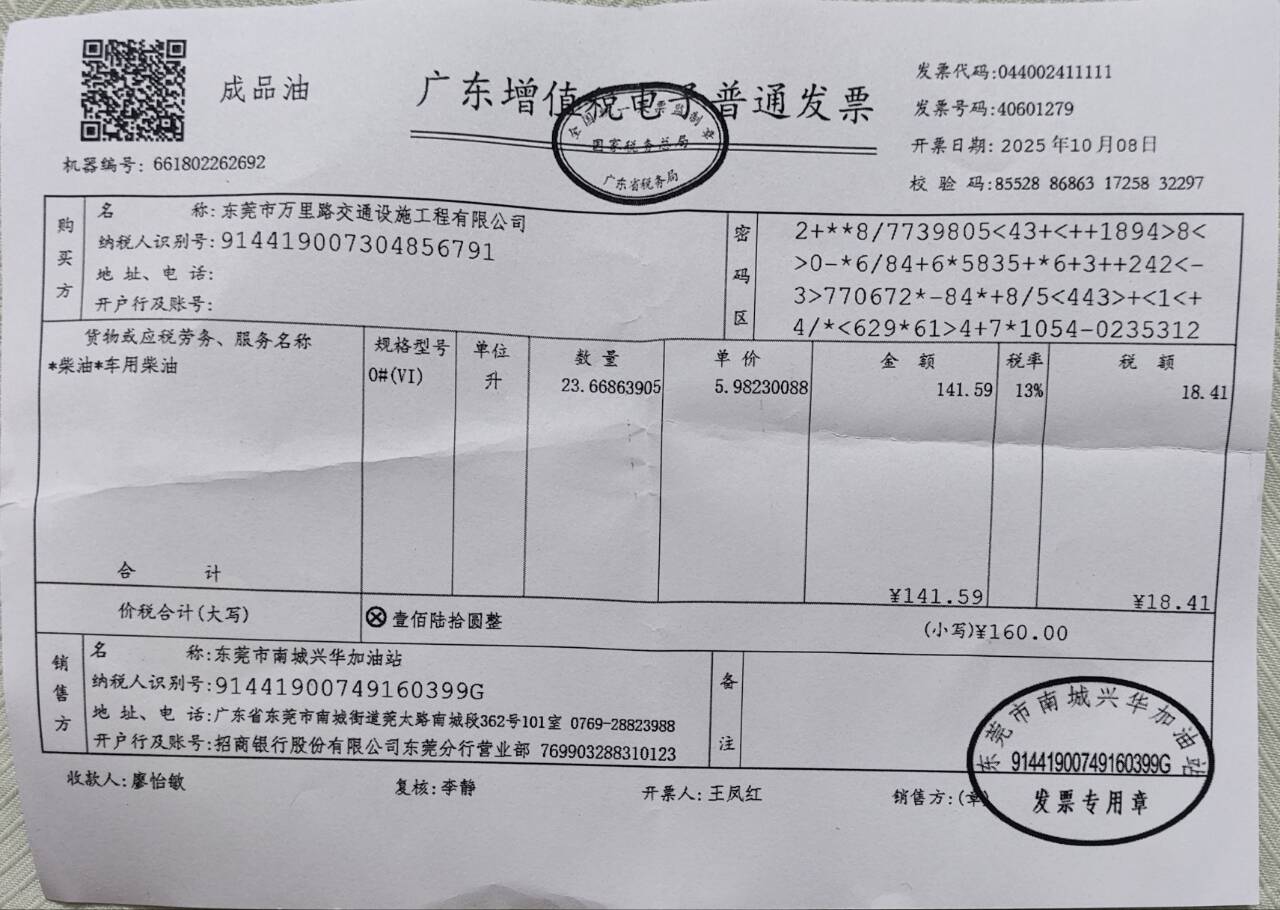 成品油
广东增值税电子普通发票
发票代码:044002411111
发票号码:40601279
开票日期: 2025年10月08日
校 验 码:85528 86863 17258 32297
机器编号: 661802262692
国家税务总局
广东省税务局
购买方
名 称:东莞市万里路交通设施工程有限公司
纳税人识别号:914419007304856791
地 址、电 话:
开户行及账号:
密码区
2+**8/7739805<43+<++1894>8<
>0-*6/84+6*5835+*6+3++242<-
3>770672*-84*+8/5<443>+<1<+
4/*<629*61>4+7*1054-0235312
货物或应税劳务、服务名称 规格型号 单位 数 量 单 价 金 额 税率 税 额
*柴油*车用柴油 0#(VI) 升 23.66863905 5.98230088 141.59 13% 18.41
合 计 ¥141.59 ¥18.41
价税合计(大写) ⊗壹佰陆拾圆整 (小写)¥160.00
销售方
名 称:东莞市南城兴华加油站
纳税人识别号:91441900749160399G
地 址、电 话:广东省东莞市南城街道莞太路南城段362号101室 0769-28823988
开户行及账号:招商银行股份有限公司东莞分行营业部 769903288310123
备注
收款人:廖怡敏 复核:李静 开票人:王凤红 销售方:(章)
东莞市南城兴华加油站
91441900749160399G
发票专用章